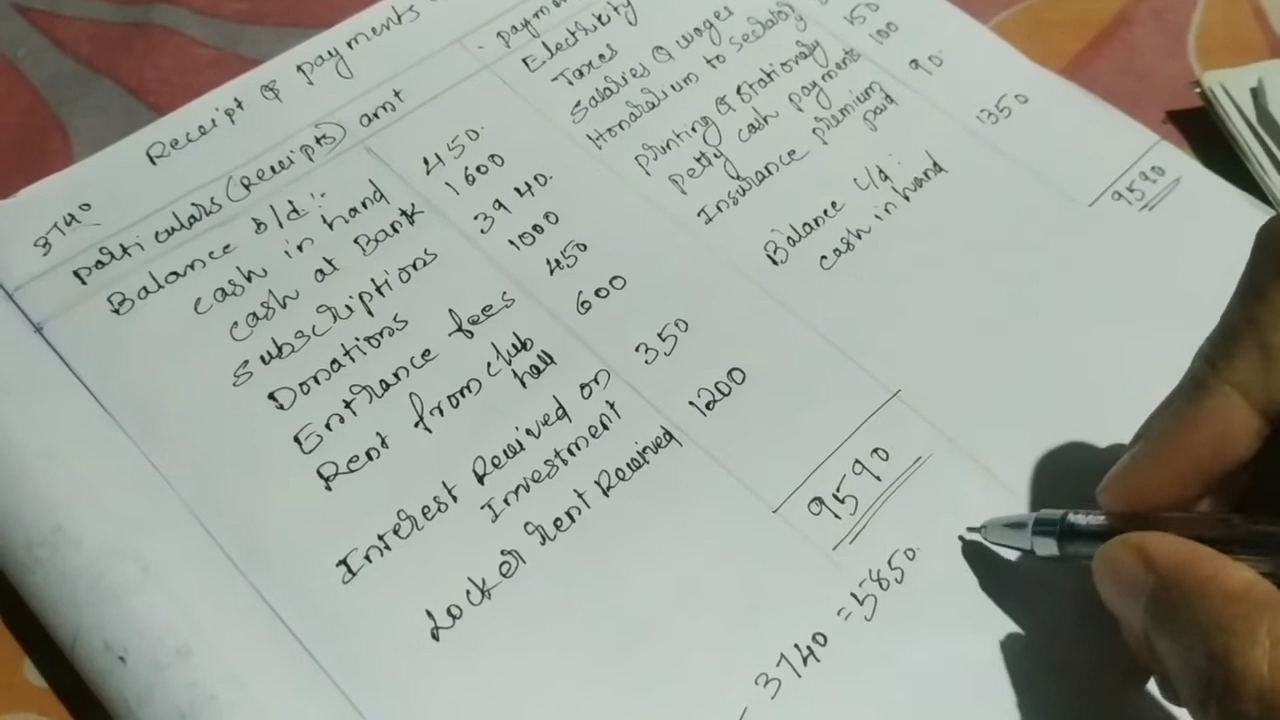 Receipt & payments
3740
particulars (Receipts) amt
Balance b/d:-
cash in hand 450.
cash at Bank 1600
subscriptions 3940.
Donations 1000
Entrance fees 450
Rent from club hall 600
Interest Received on Investment 350
Locker rent Received 1200
9590
Electricity
Taxes
Salaries & wages
Honorarium to
printing & stationary 150
petty cash payments 100
Insurance premium paid 90
Balance c/d:
cash in hand 1350
9590
- 3740 = 5850.